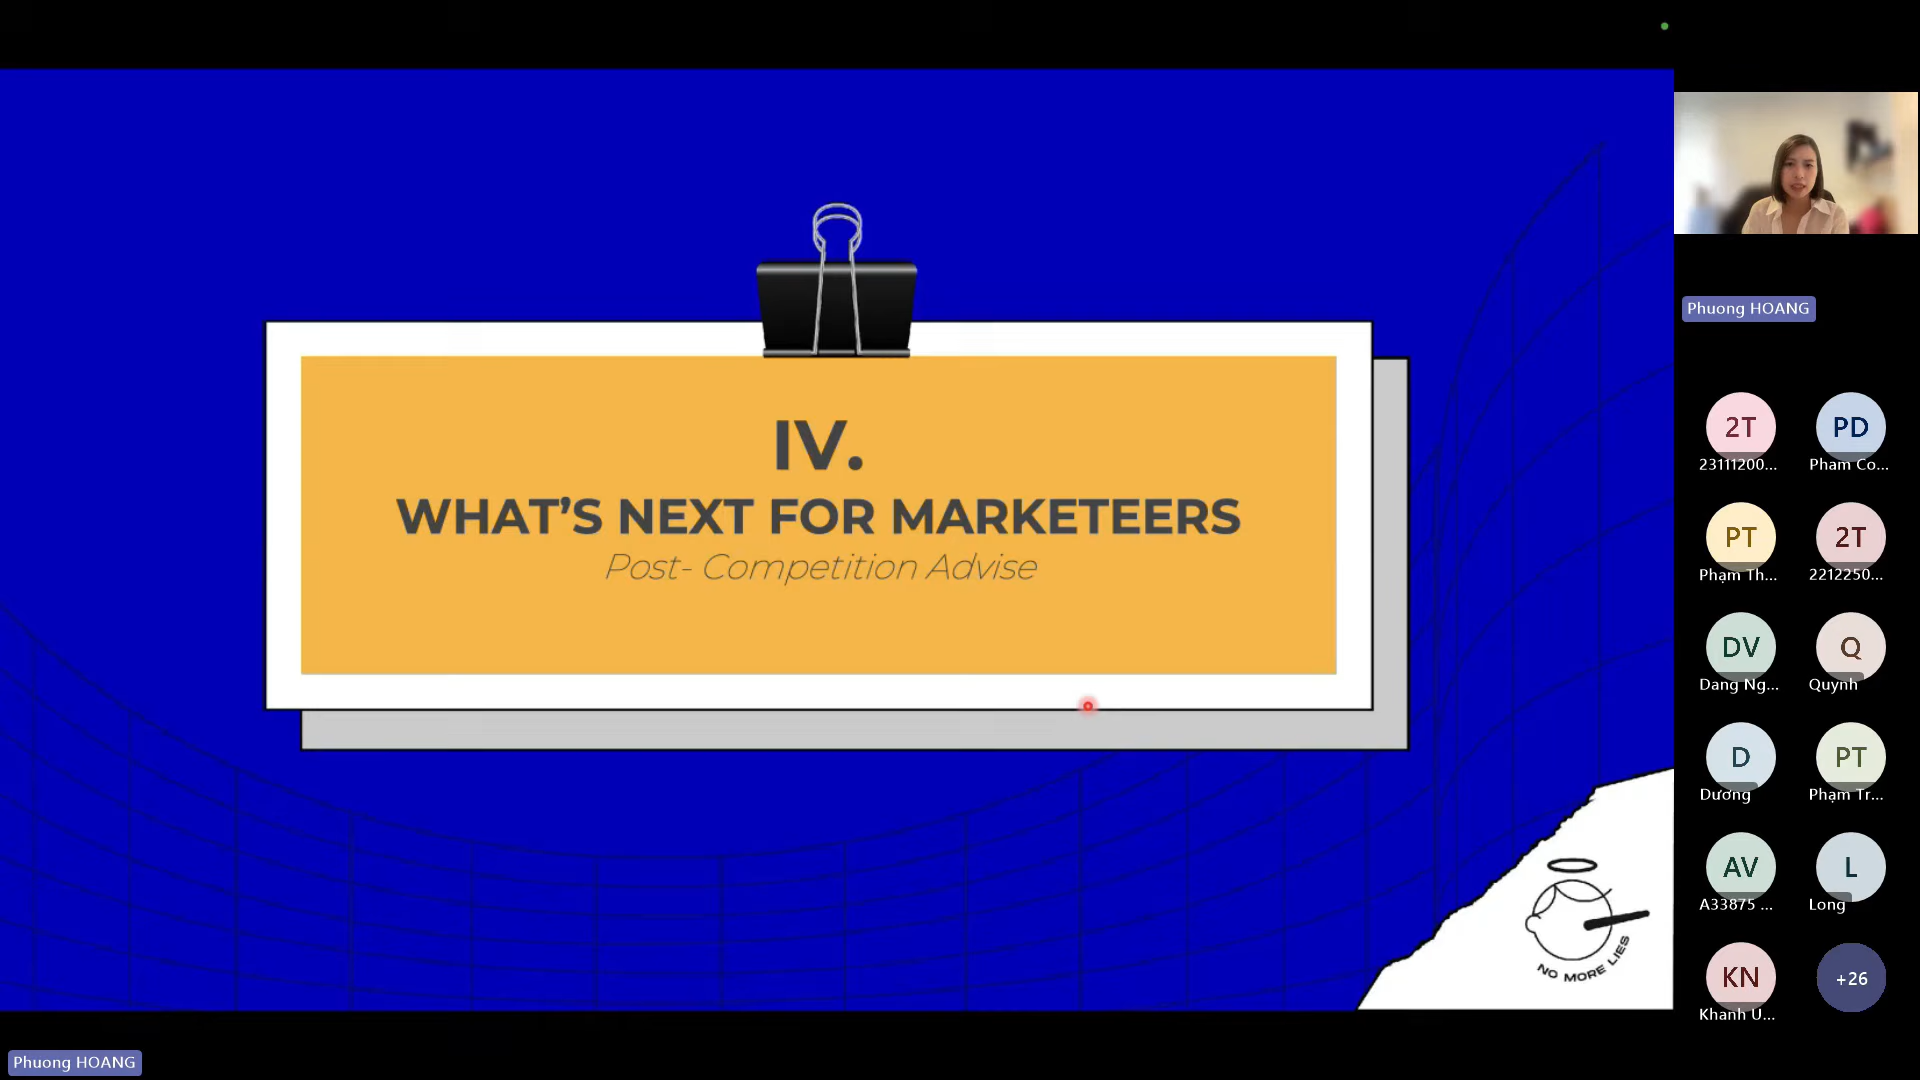 IV.
WHAT’S NEXT FOR MARKETEERS
Post- Competition Advise
NO MORE LIES
Phuong HOANG
Phuong HOANG
2T
23111200...
PD
Pham Co...
PT
Phạm Th...
2T
2212250...
DV
Dang Ng...
Q
Quynh
D
Dương
PT
Phạm Tr...
AV
A33875 ...
L
Long
KN
Khanh U...
+26